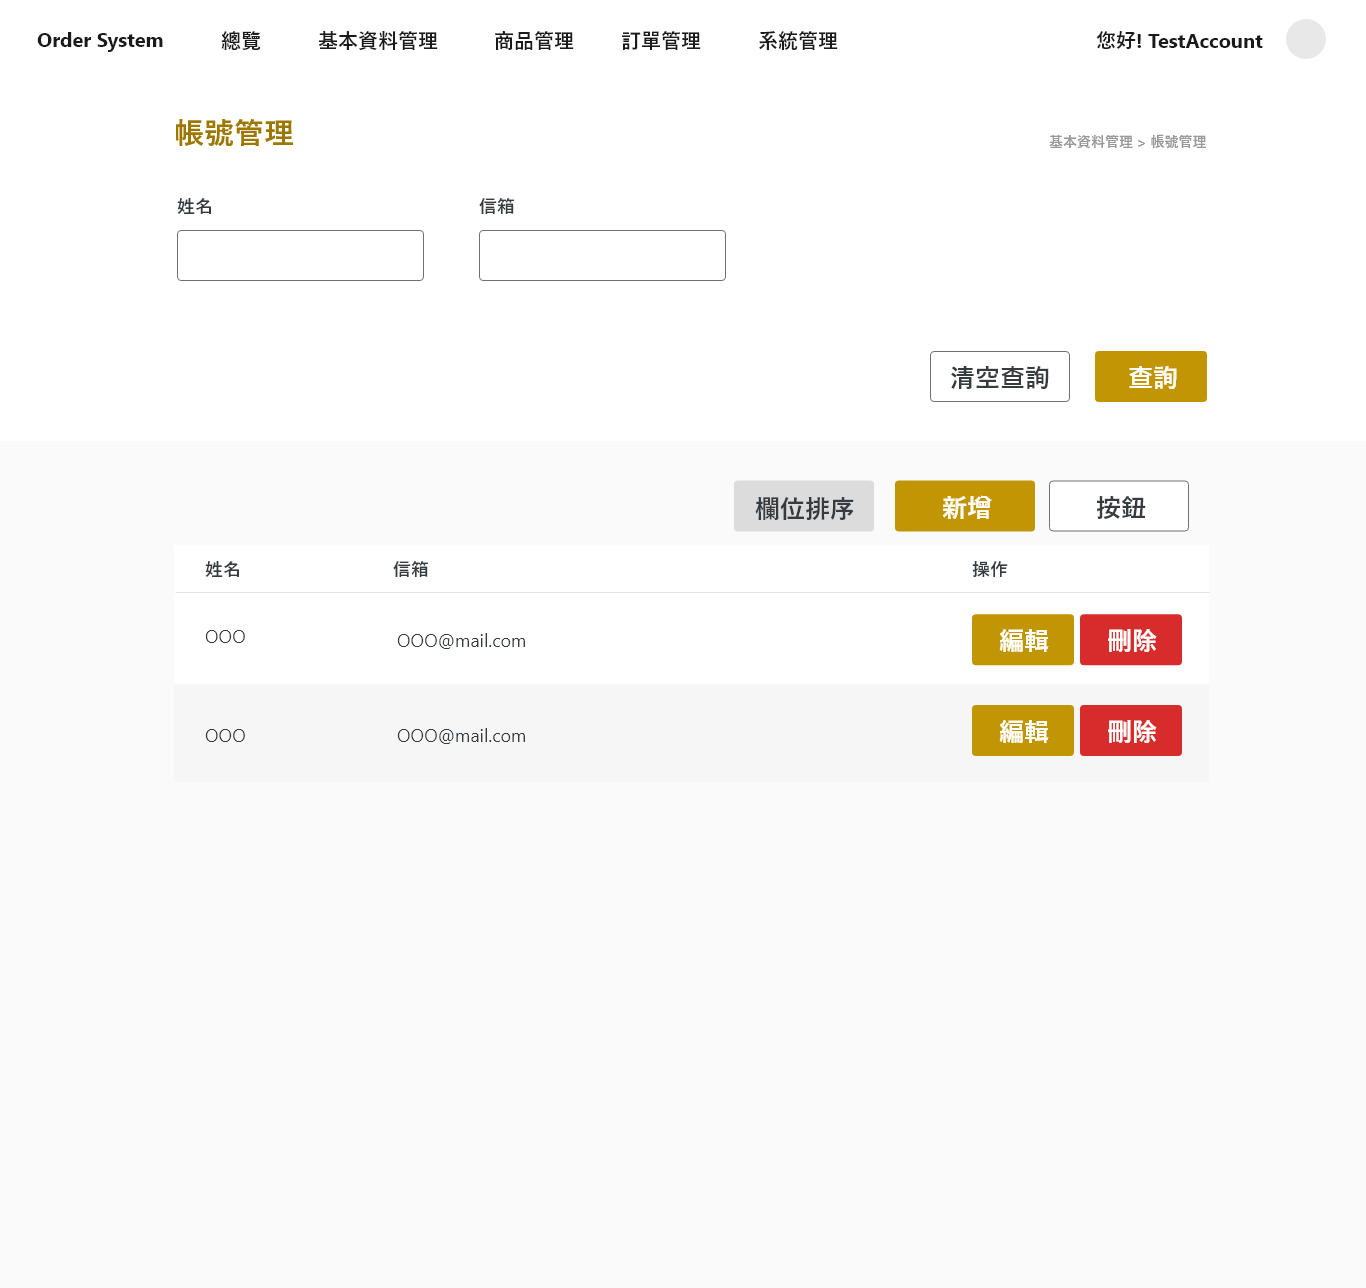 Order System 總覽 基本資料管理 商品管理 訂單管理 系統管理 您好! TestAccount
帳號管理
基本資料管理 > 帳號管理
姓名 信箱
清空查詢 查詢
欄位排序 新增 按鈕
姓名 信箱 操作
OOO OOO@mail.com 編輯 刪除
OOO OOO@mail.com 編輯 刪除